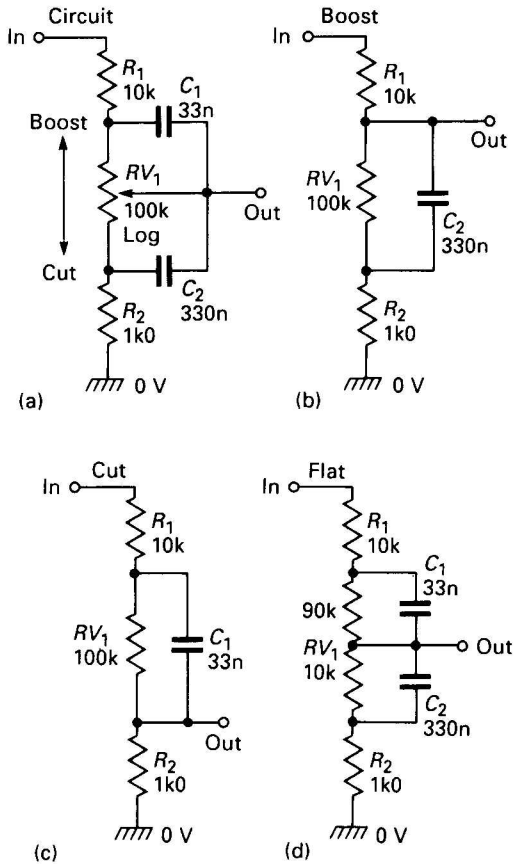 Circuit
In
R1
10k
C1
33n
Boost
RV1
100k
Log
Out
Cut
C2
330n
R2
1k0
0 V
(a)
Boost
In
R1
10k
Out
RV1
100k
C2
330n
R2
1k0
0 V
(b)
Cut
In
R1
10k
RV1
100k
C1
33n
Out
R2
1k0
0 V
(c)
Flat
In
R1
10k
C1
33n
90k
RV1
10k
Out
C2
330n
R2
1k0
0 V
(d)